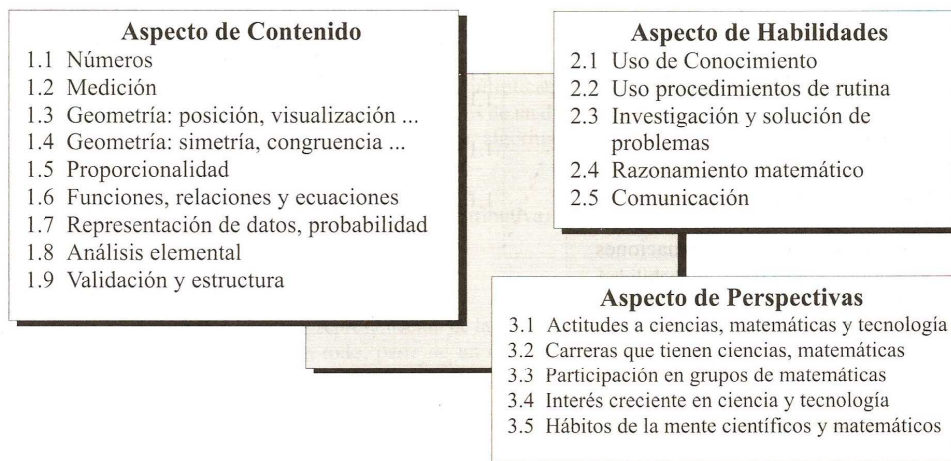 Aspecto de Contenido
1.1 Números
1.2 Medición
1.3 Geometría: posición, visualización ...
1.4 Geometría: simetría, congruencia ...
1.5 Proporcionalidad
1.6 Funciones, relaciones y ecuaciones
1.7 Representación de datos, probabilidad
1.8 Análisis elemental
1.9 Validación y estructura
Aspecto de Habilidades
2.1 Uso de Conocimiento
2.2 Uso procedimientos de rutina
2.3 Investigación y solución de
problemas
2.4 Razonamiento matemático
2.5 Comunicación
Aspecto de Perspectivas
3.1 Actitudes a ciencias, matemáticas y tecnología
3.2 Carreras que tienen ciencias, matemáticas
3.3 Participación en grupos de matemáticas
3.4 Interés creciente en ciencia y tecnología
3.5 Hábitos de la mente científicos y matemáticos